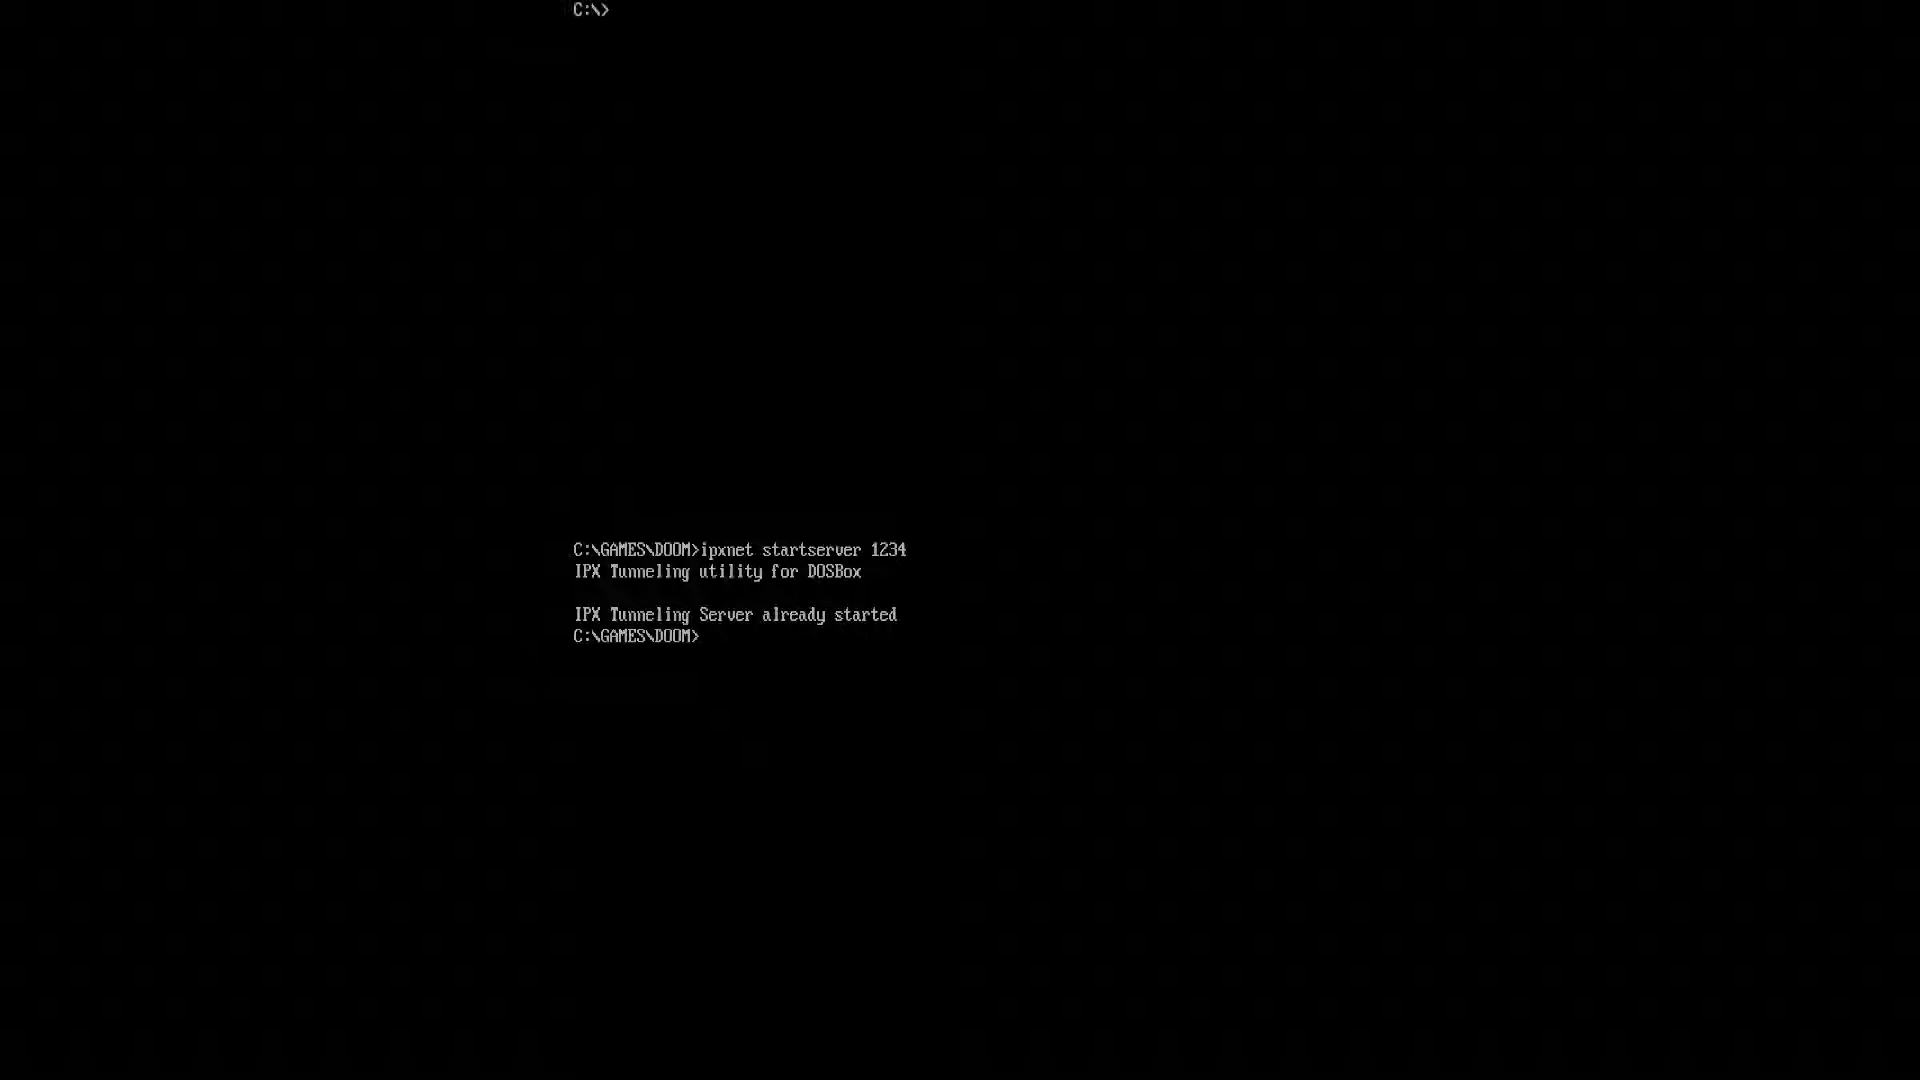 C:\>
C:\GAMES\DOOM>ipxnet startserver 1234
IPX Tunneling utility for DOSBox
IPX Tunneling Server already started
C:\GAMES\DOOM>